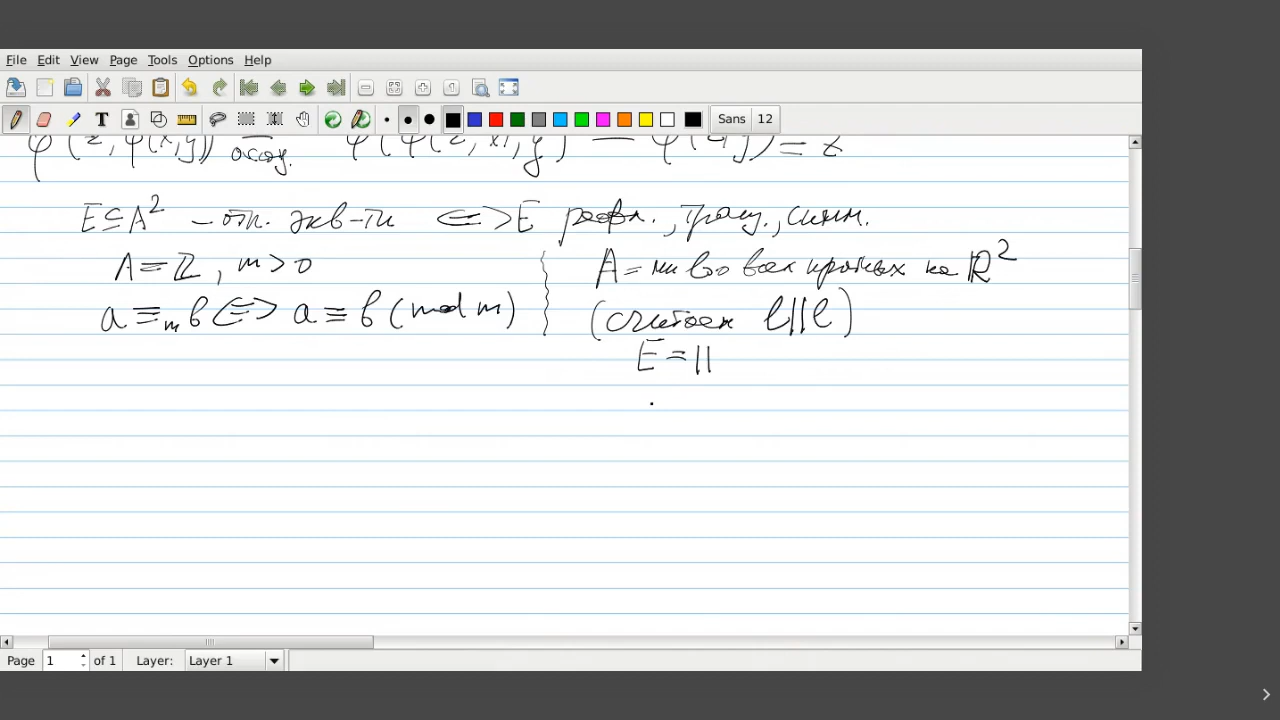 File Edit View Page Tools Options Help
Sans 12
φ(z, φ(x,y)) = φ(φ(z,x), y) = φ(e,y) = z
E ⊆ A² – отн. экв-ти <=> E рефл., транз., симм.
A = ℤ, m > 0
a ≡ₘ b <=> a ≡ b (mod m)
A = мн-во всех прямых на ℝ²
(считаем l || l)
E = ||
Page 1 of 1 Layer: Layer 1